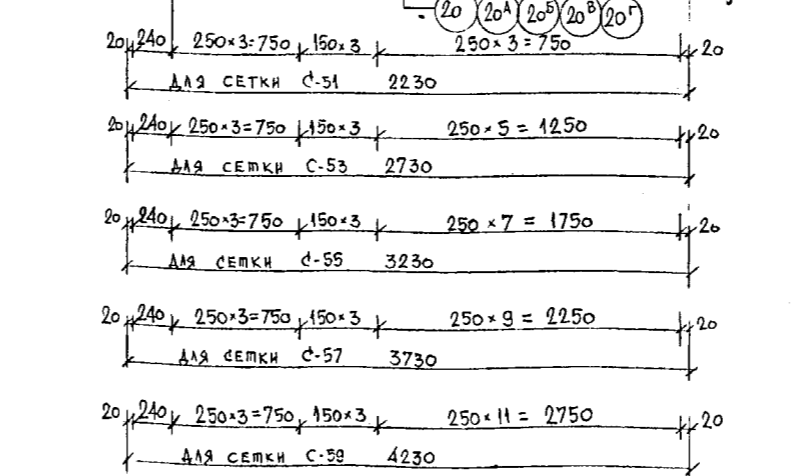 20 20А 20Б 20В 20Г
20 240 250×3=750 150×3 250×3=750 20
ДЛЯ СЕТКИ С-51 2230
20 240 250×3=750 150×3 250×5=1250 20
ДЛЯ СЕТКИ С-53 2730
20 240 250×3=750 150×3 250×7=1750 20
ДЛЯ СЕТКИ С-55 3230
20 240 250×3=750 150×3 250×9=2250 20
ДЛЯ СЕТКИ С-57 3730
20 240 250×3=750 150×3 250×11=2750 20
ДЛЯ СЕТКИ С-59 4230